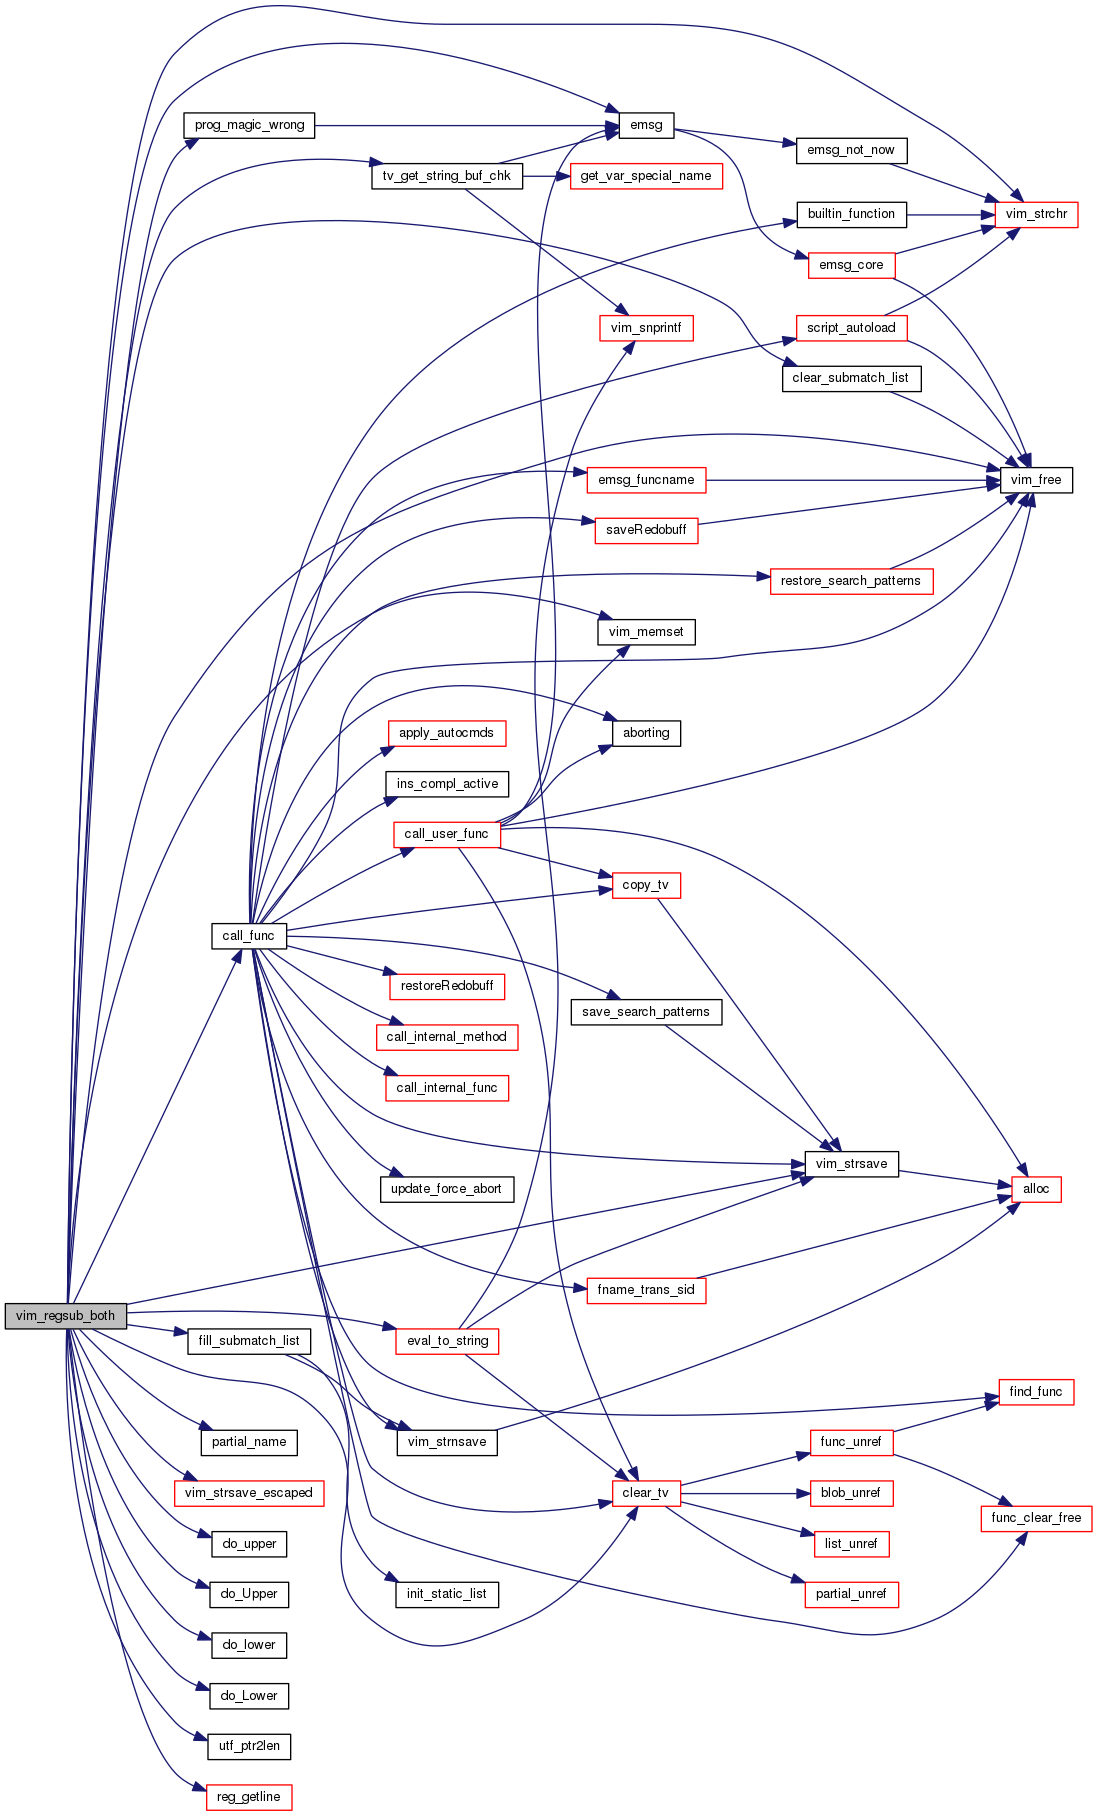 prog_magic_wrong
emsg
emsg_not_now
tv_get_string_buf_chk
get_var_special_name
builtin_function
vim_strchr
emsg_core
vim_snprintf
script_autoload
clear_submatch_list
emsg_funcname
vim_free
saveRedobuff
restore_search_patterns
vim_memset
apply_autocmds
aborting
ins_compl_active
call_user_func
copy_tv
call_func
restoreRedobuff
save_search_patterns
call_internal_method
call_internal_func
vim_strsave
update_force_abort
alloc
fname_trans_sid
vim_regsub_both
fill_submatch_list
eval_to_string
find_func
partial_name
vim_strnsave
func_unref
vim_strsave_escaped
clear_tv
blob_unref
func_clear_free
do_upper
list_unref
do_Upper
init_static_list
partial_unref
do_lower
do_Lower
utf_ptr2len
reg_getline